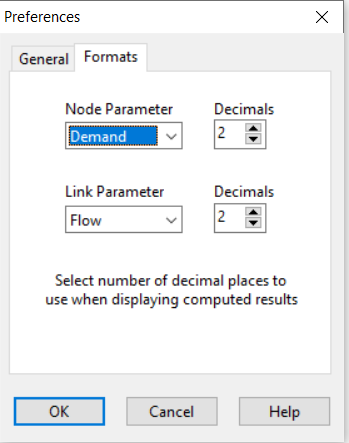 Preferences
General Formats
Node Parameter Decimals
Demand 2
Link Parameter Decimals
Flow 2
Select number of decimal places to
use when displaying computed results
OK Cancel Help